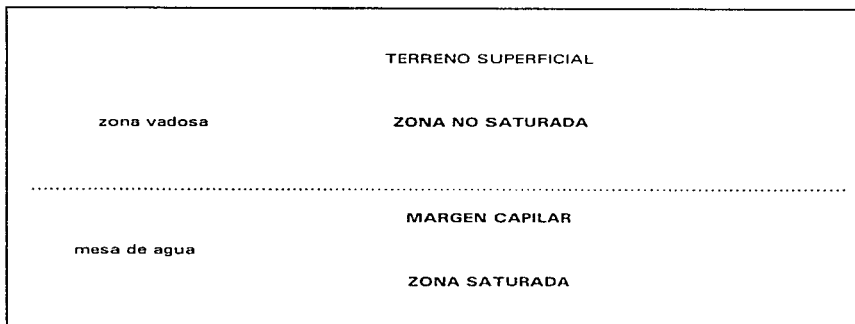 TERRENO SUPERFICIAL
zona vadosa ZONA NO SATURADA
MARGEN CAPILAR
mesa de agua
ZONA SATURADA